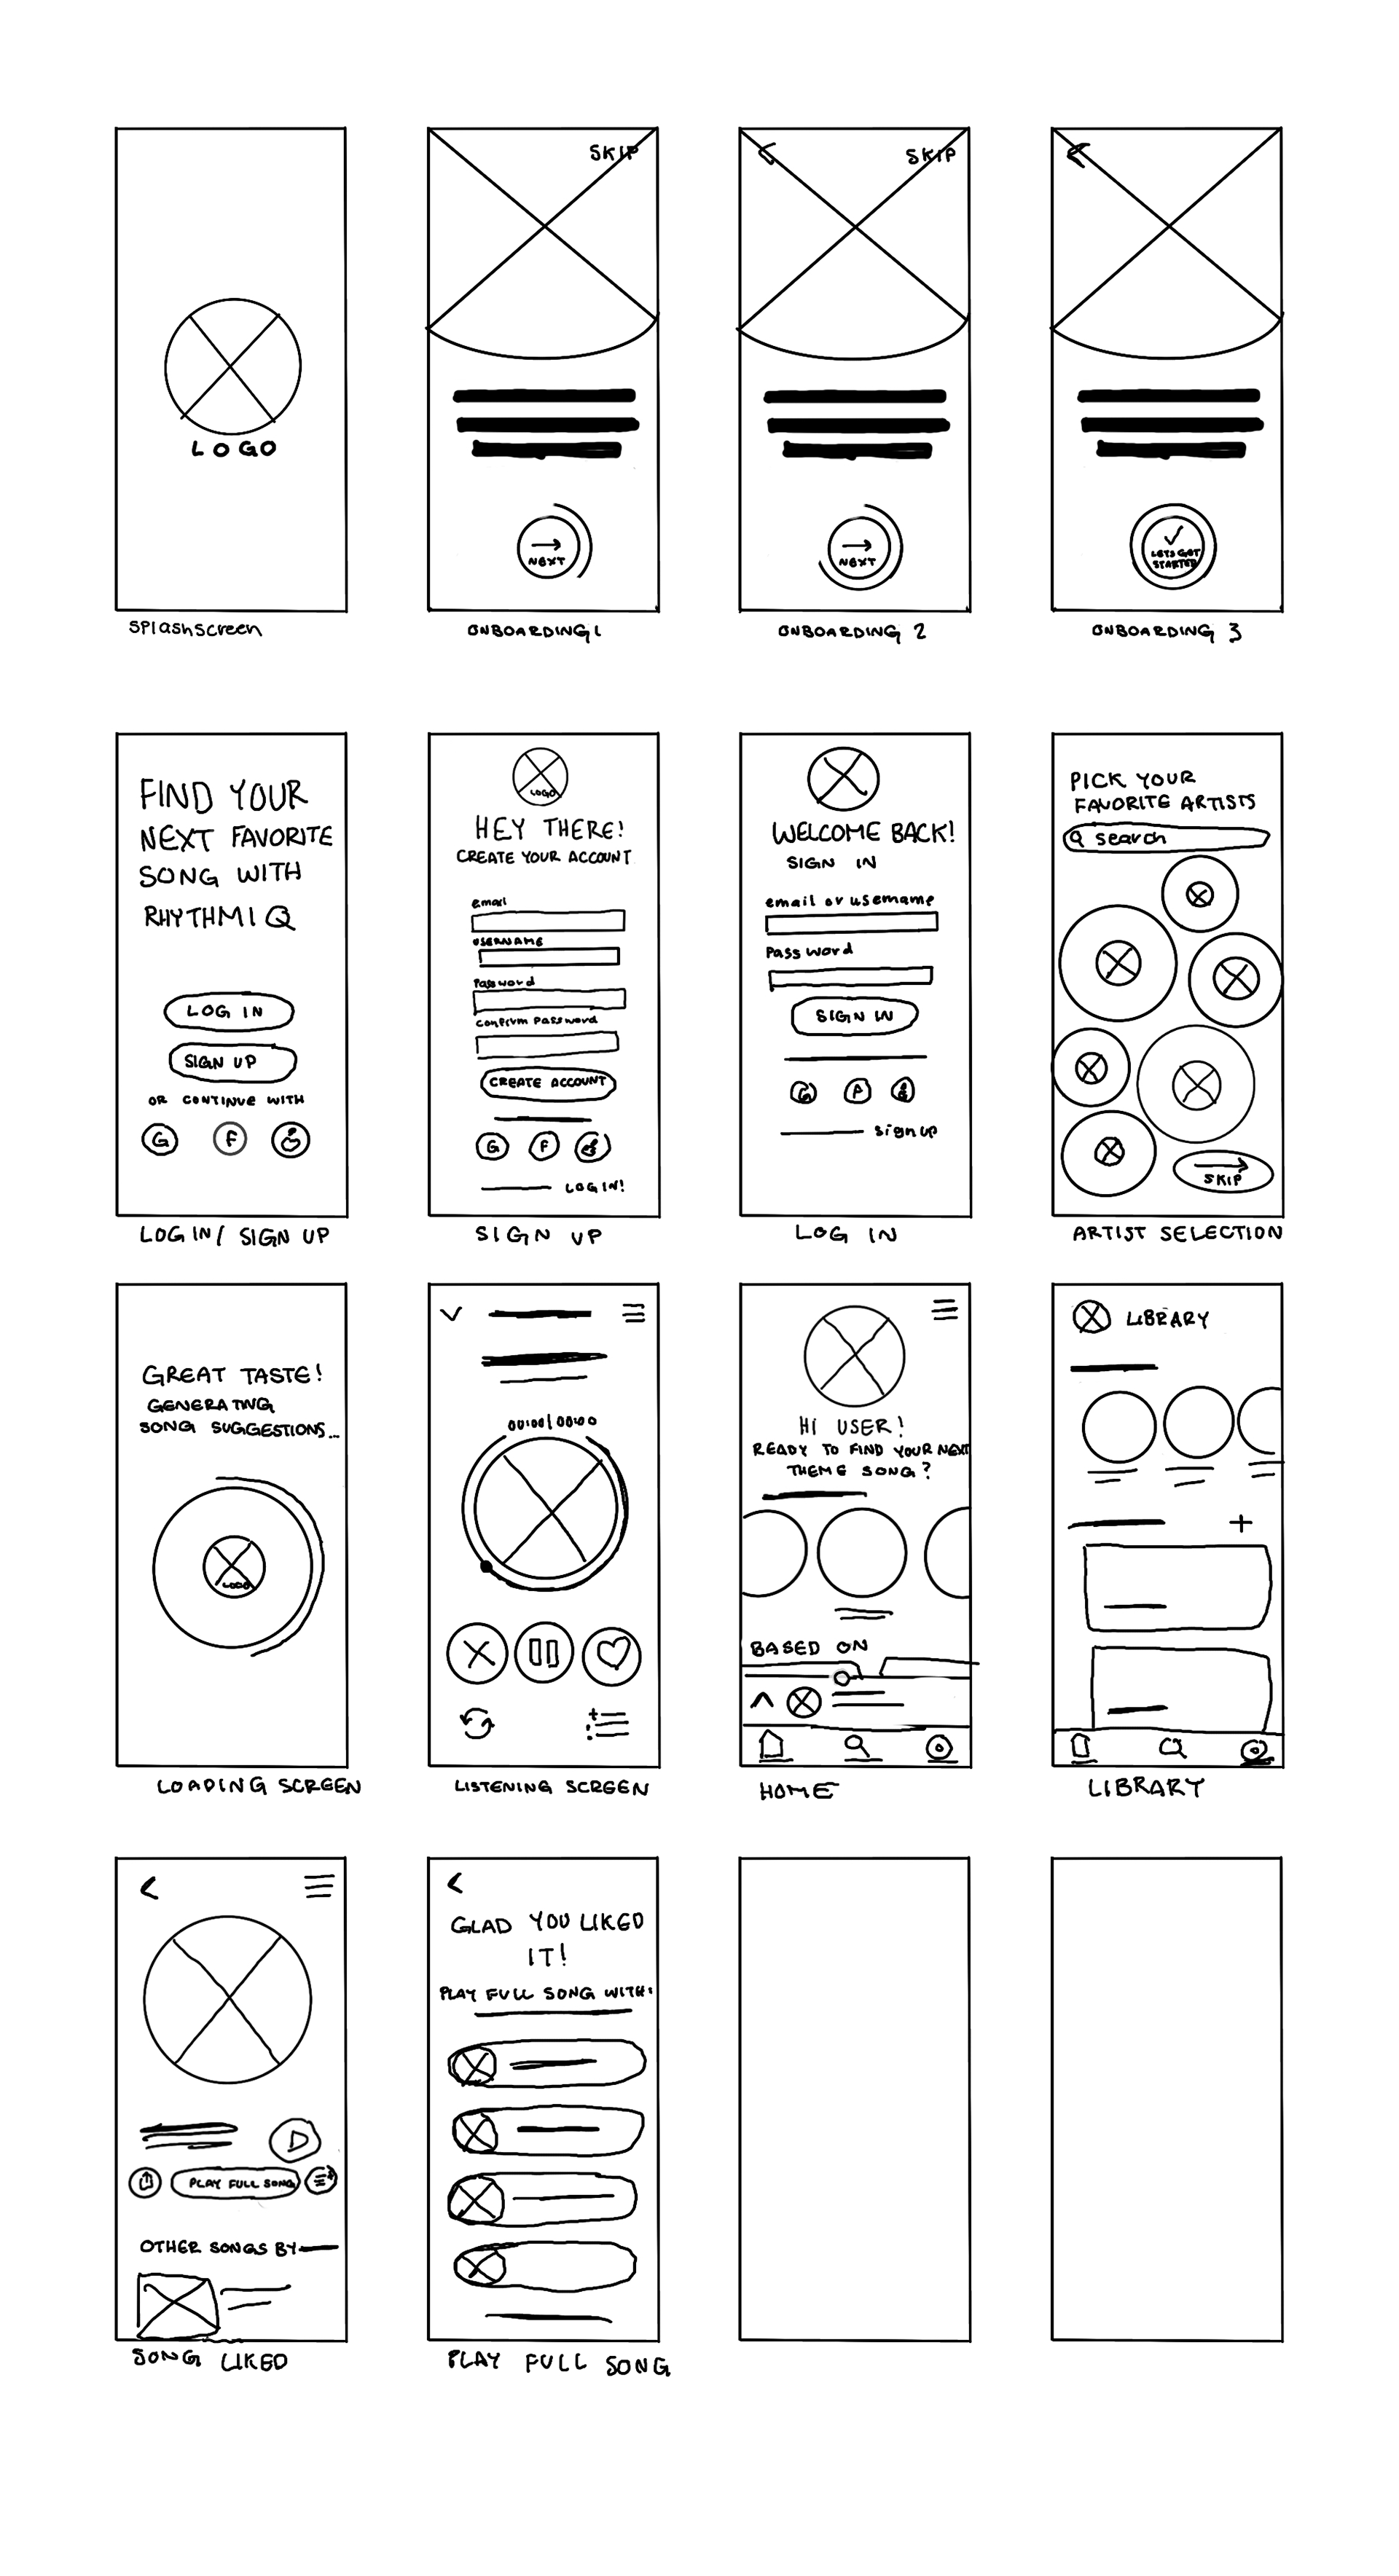 SKIP
SKIP
LOGO
NEXT
NEXT
LETS GET
STARTED
splashscreen
ONBOARDING 1
ONBOARDING 2
ONBOARDING 3
FIND YOUR
NEXT FAVORITE
SONG WITH
RHYTHMIQ
LOG IN
SIGN UP
OR CONTINUE WITH
G F
LOG IN / SIGN UP
LOGO
HEY THERE!
CREATE YOUR ACCOUNT
email
USERNAME
Password
confirm Password
CREATE ACCOUNT
G F
LOG IN!
SIGN UP
WELCOME BACK!
SIGN IN
email or username
Password
SIGN IN
G
sign up
LOG IN
PICK YOUR
FAVORITE ARTISTS
search
SKIP
ARTIST SELECTION
GREAT TASTE!
GENERATING
SONG SUGGESTIONS...
LOGO
LOADING SCREEN
00:00|00:00
LISTENING SCREEN
HI USER!
READY TO FIND YOUR NEXT
THEME SONG?
BASED ON
HOME
LIBRARY
LIBRARY
PLAY FULL SONG
OTHER SONGS BY
SONG LIKED
GLAD YOU LIKED
IT!
PLAY FULL SONG WITH:
PLAY FULL SONG